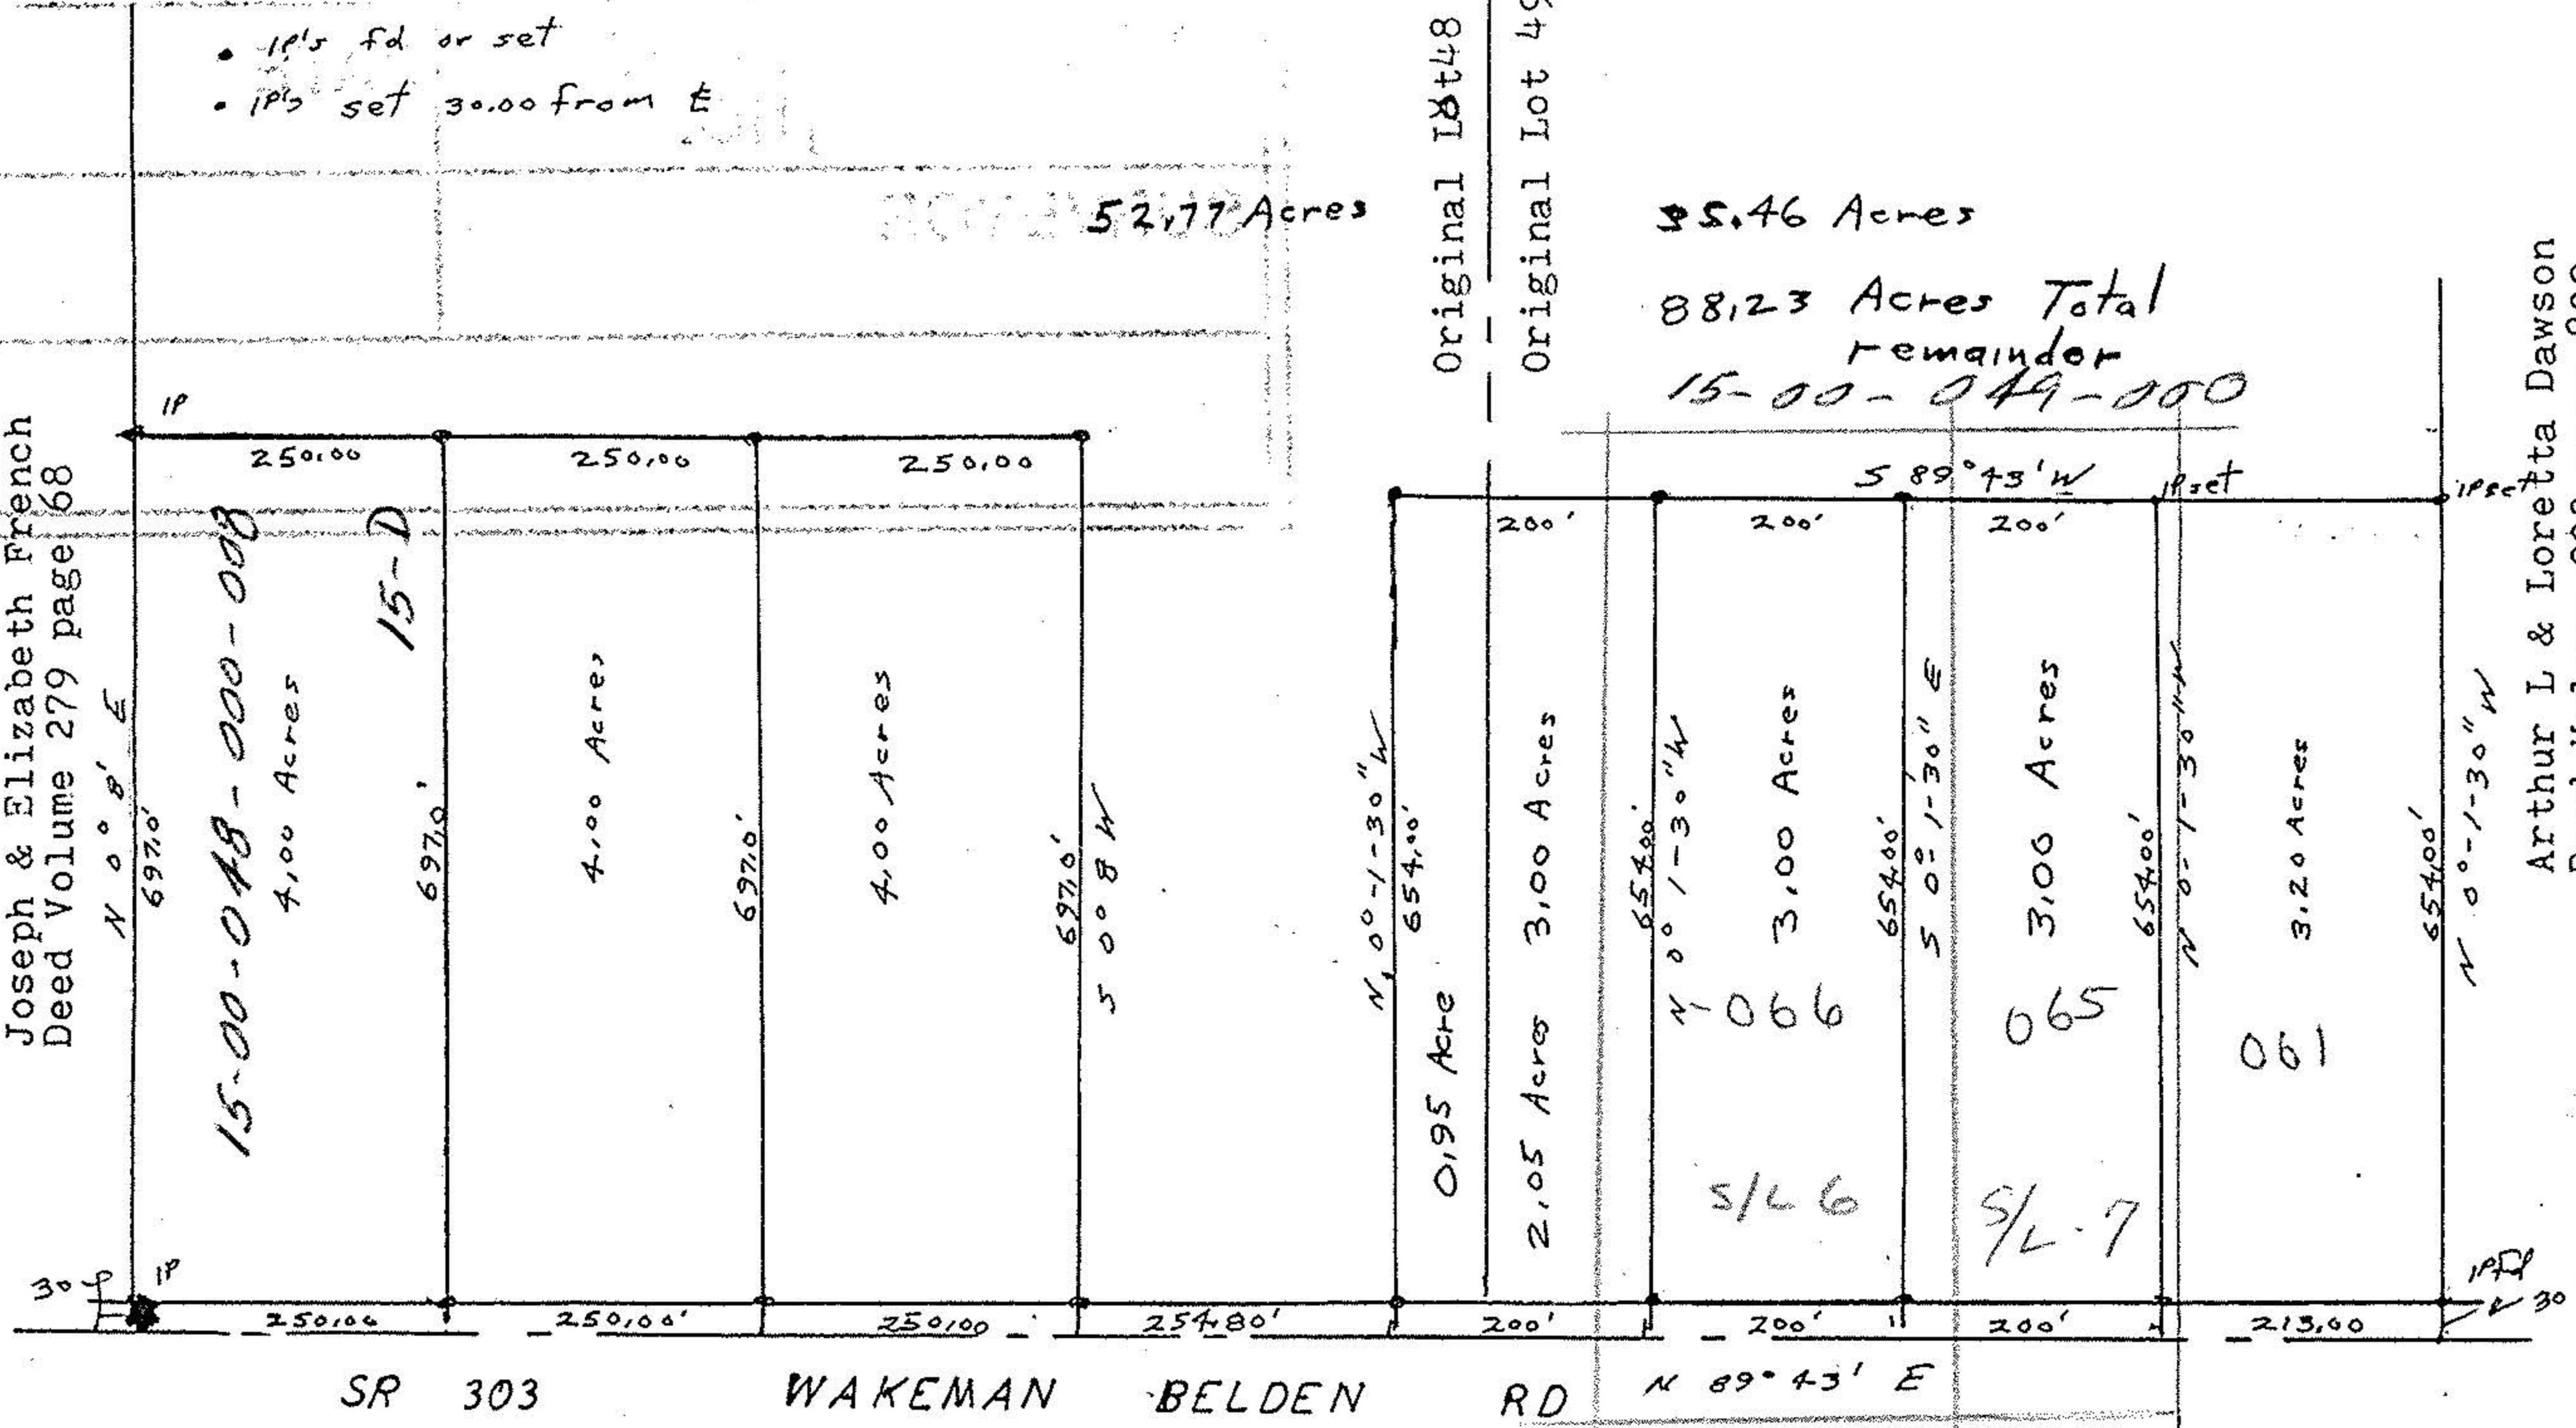 • IP's fd or set
• IP's set 30.00 from ₠
Original Lot 48
Original Lot 49
52.77 Acres
35.46 Acres
88.23 Acres Total
remainder
15-00-049-000
Joseph & Elizabeth French
Deed Volume 279 page 68
Arthur L & Loretta Dawson
IP
250.00
250.00
250.00
S 89° 43' W
IP set
IP set
200'
200'
200'
N 0° 8' E
697.0'
15-00-048-000-008
15-D
4.00 Acres
697.0'
4.00 Acres
697.0'
4.00 Acres
697.0'
S 0° 8 W
N 0°-1-30" W
654.00'
0.95 Acre
2.05 Acres
3.00 Acres
654.00'
N 0° 1-30" W
3.00 Acres
066
S/L 6
654.00'
S 0° 1-30" E
3.00 Acres
065
S/L-7
654.00'
N 0-1-30" W
3.20 Acres
061
654.00'
N 0°-1-30" W
30
IP
IP Fd
30
250.00
250.00'
250.00
254.80'
200'
200'
200'
213.00
SR 303 WAKEMAN BELDEN RD
N 89° 43' E